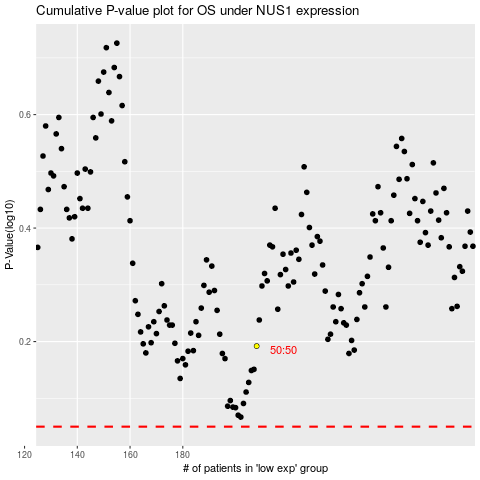 Cumulative P-value plot for OS under NUS1 expression
P-Value(log10)
0.6
0.4
0.2
50:50
120 140 160 180
# of patients in 'low exp' group